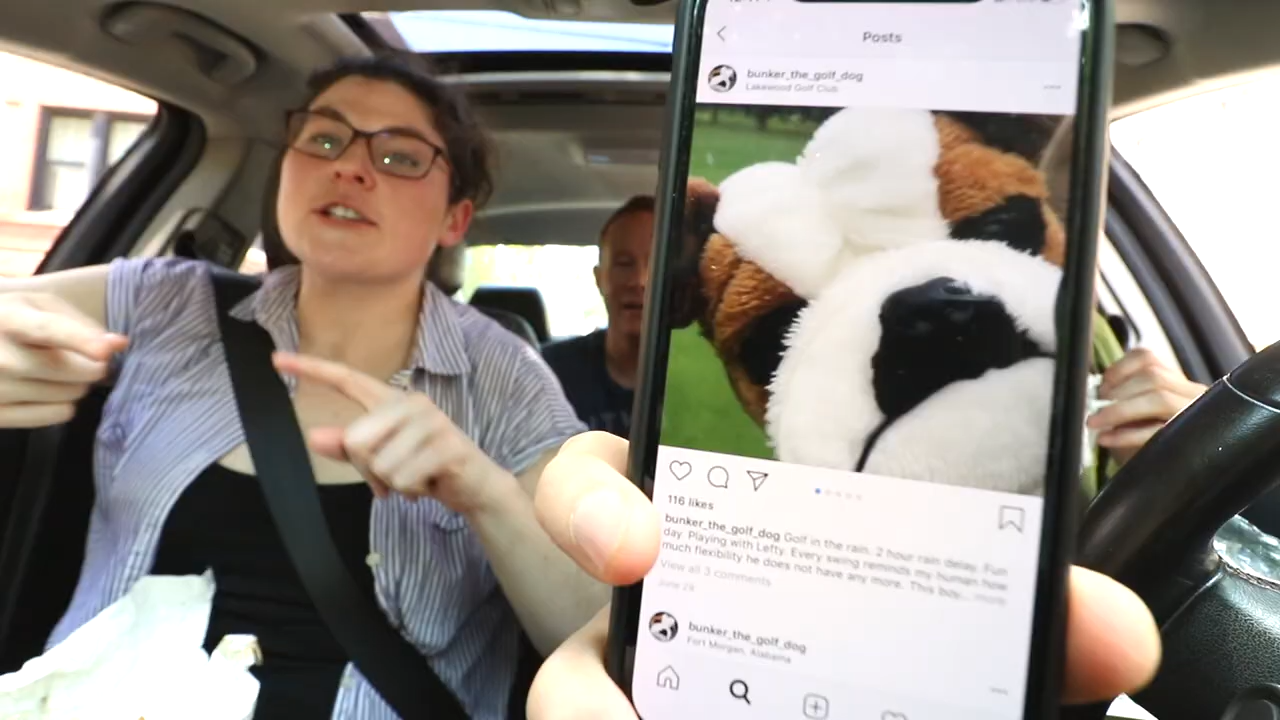 Posts
bunker_the_golf_dog
Lakewood Golf Club
116 likes
bunker_the_golf_dog Golf in the rain. 2 hour rain delay. Fun
day. Playing with Lefty. Every swing reminds my human how
much flexibility he does not have any more. This boy... more
View all 3 comments
June 29
bunker_the_golf_dog
Fort Morgan, Alabama